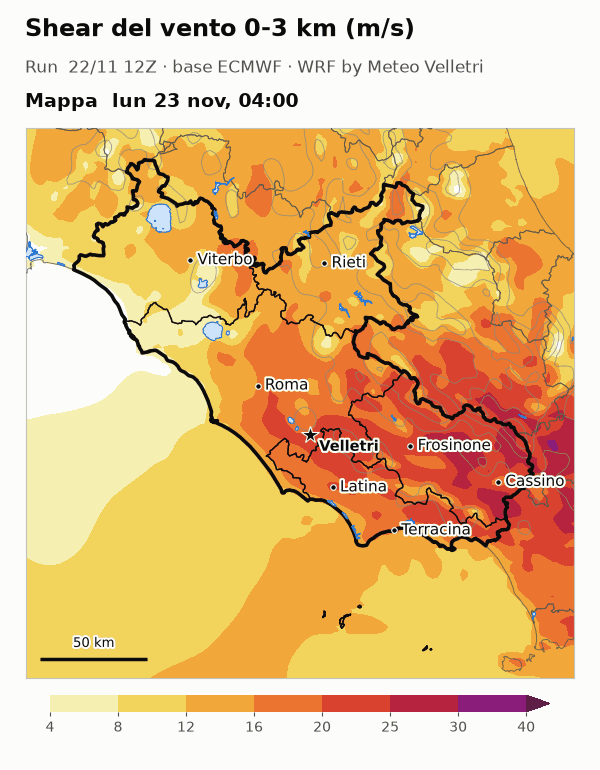 Shear del vento 0-3 km (m/s)
Run  22/11 12Z · base ECMWF · WRF by Meteo Velletri
Mappa  lun 23 nov, 04:00
Viterbo
Rieti
Roma
Velletri
Frosinone
Cassino
Latina
Terracina
50 km
4 8 12 16 20 25 30 40